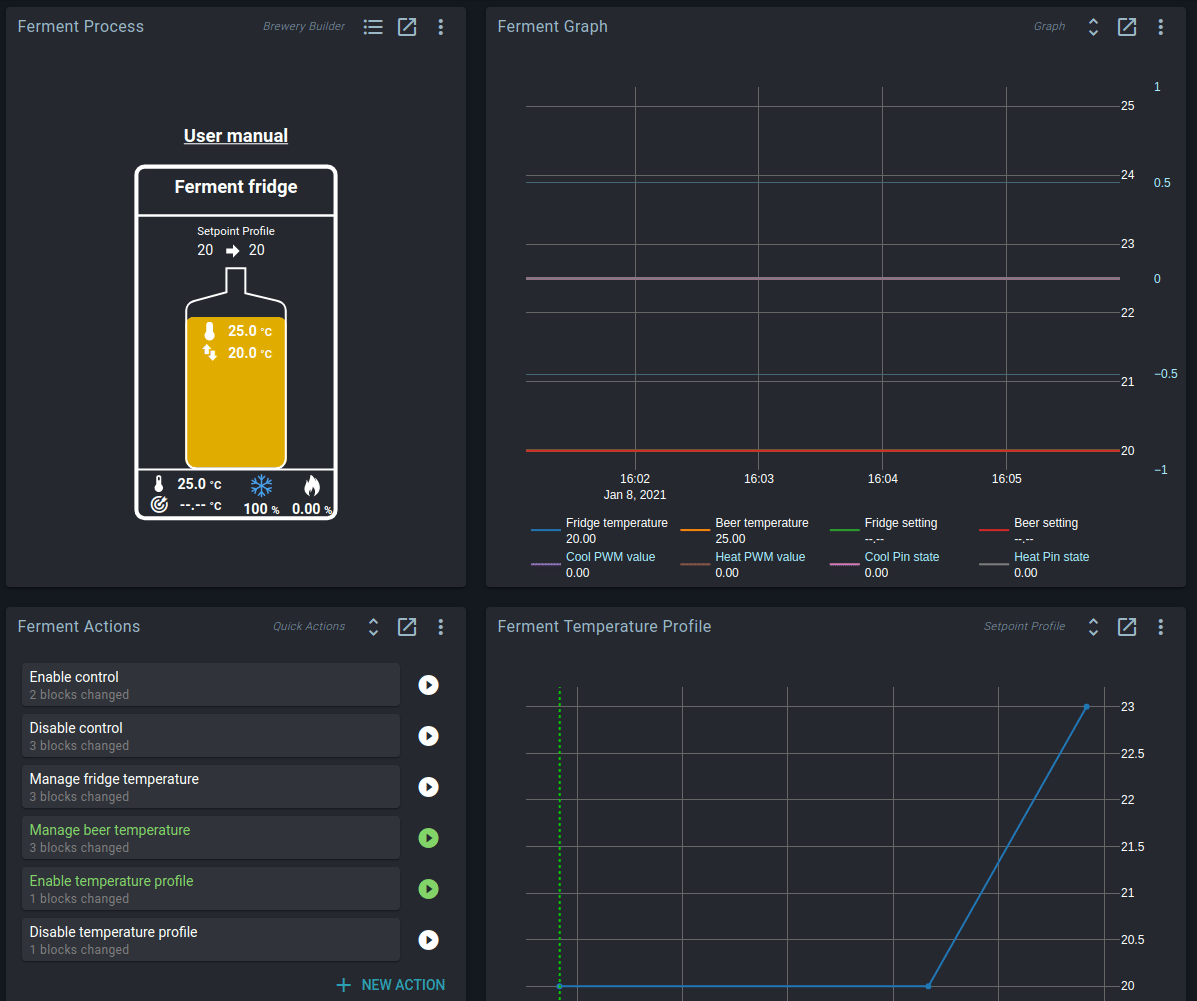 Ferment Process
Brewery Builder
User manual
Ferment fridge
Setpoint Profile
20 20
25.0 °C
20.0 °C
25.0 °C
--.-- °C
100 %
0.00 %
Ferment Graph
Graph
1
25
24
0.5
23
0
22
−0.5
21
20
−1
16:02 16:03 16:04 16:05
Jan 8, 2021
Fridge temperature Beer temperature Fridge setting Beer setting
20.00 25.00 --.-- --.--
Cool PWM value Heat PWM value Cool Pin state Heat Pin state
0.00 0.00 0.00 0.00
Ferment Actions
Quick Actions
Enable control
2 blocks changed
Disable control
3 blocks changed
Manage fridge temperature
3 blocks changed
Manage beer temperature
3 blocks changed
Enable temperature profile
1 blocks changed
Disable temperature profile
1 blocks changed
+ NEW ACTION
Ferment Temperature Profile
Setpoint Profile
23
22.5
22
21.5
21
20.5
20